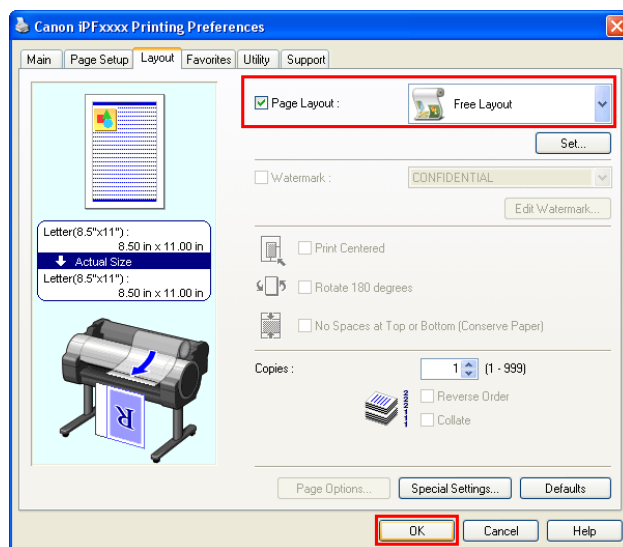 Canon iPFxxxx Printing Preferences
Main Page Setup Layout Favorites Utility Support
Page Layout : Free Layout
Set...
Watermark : CONFIDENTIAL
Edit Watermark...
Letter(8.5"x11") :
8.50 in x 11.00 in
Actual Size
Letter(8.5"x11") :
8.50 in x 11.00 in
Print Centered
Rotate 180 degrees
No Spaces at Top or Bottom (Conserve Paper)
Copies : 1 (1 - 999)
Reverse Order
Collate
R
Page Options... Special Settings... Defaults
OK Cancel Help